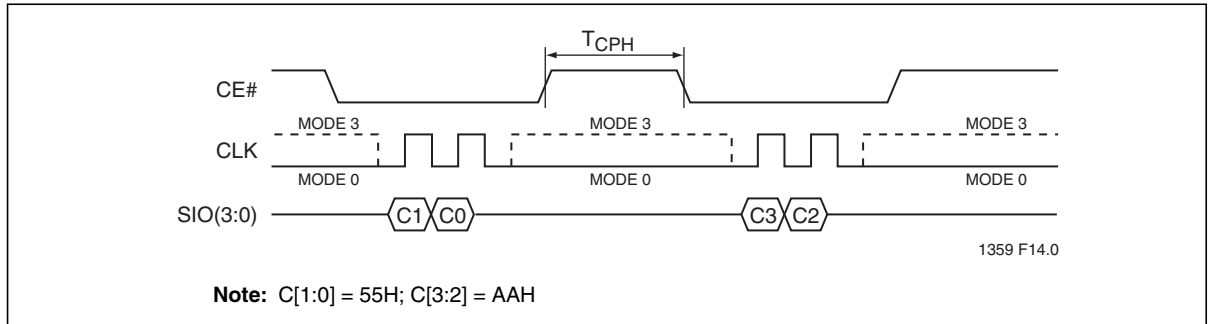 TCPH
CE#
MODE 3 MODE 3 MODE 3
CLK
MODE 0 MODE 0 MODE 0
SIO(3:0) C1 C0 C3 C2
1359 F14.0
Note: C[1:0] = 55H; C[3:2] = AAH